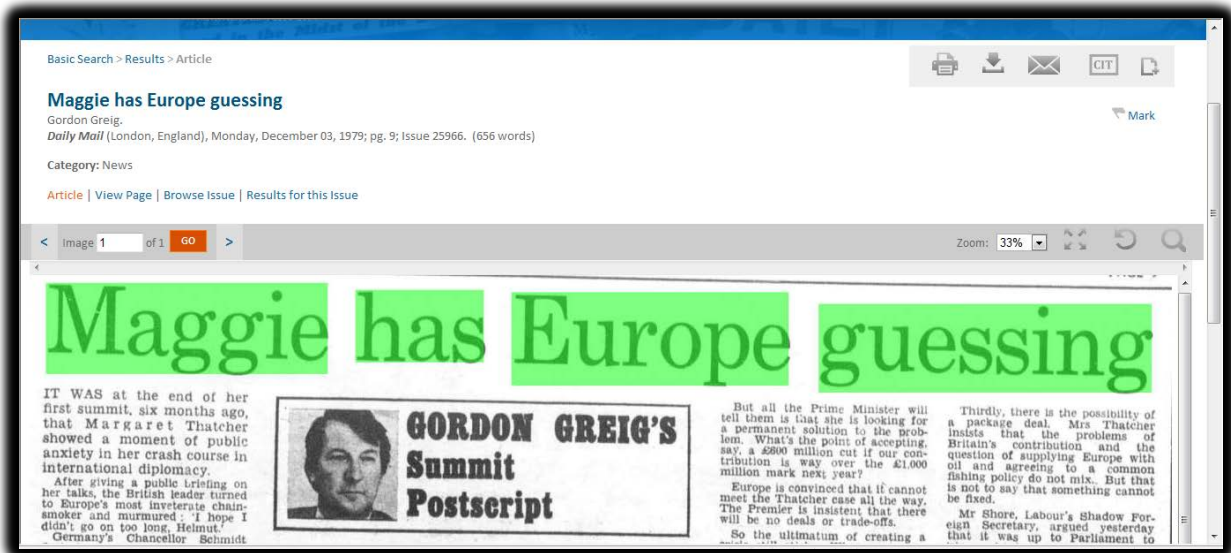 Basic Search > Results > Article
CIT
Maggie has Europe guessing
Gordon Greig.
Mark
Daily Mail (London, England), Monday, December 03, 1979; pg. 9; Issue 25966. (656 words)
Category: News
Article | View Page | Browse Issue | Results for this Issue
< Image 1 of 1 GO >
Zoom: 33%
Maggie has Europe guessing
IT WAS at the end of her
first summit, six months ago,
that Margaret Thatcher
showed a moment of public
anxiety in her crash course in
international diplomacy.
After giving a public briefing on
her talks, the British leader turned
to Europe's most inveterate chain-
smoker and murmured : 'I hope I
didn't go on too long, Helmut.'
Germany's Chancellor Schmidt
GORDON GREIG'S
Summit
Postscript
But all the Prime Minister will
tell them is that she is looking for
a permanent solution to the prob-
lem. What's the point of accepting,
say, a £600 million cut if our con-
tribution is way over the £1,000
million mark next year?
Europe is convinced that if cannot
meet the Thatcher case all the way.
The Premier is insistent that there
will be no deals or trade-offs.
So the ultimatum of creating a
Thirdly, there is the possibility of
a package deal. Mrs Thatcher
insists that the problems of
Britain's contribution and the
question of supplying Europe with
oil and agreeing to a common
fishing policy do not mix. But that
is not to say that something cannot
be fixed.
Mr Shore, Labour's Shadow For-
eign Secretary, argued yesterday
that it was up to Parliament to